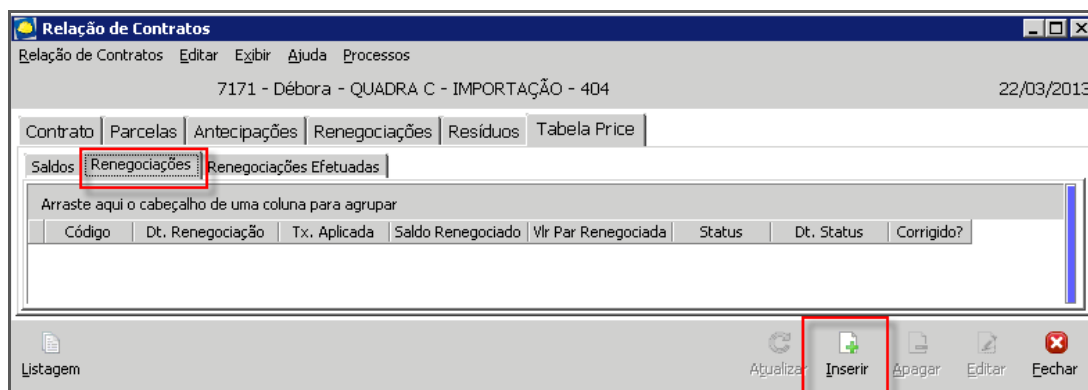 Relação de Contratos
Relação de Contratos Editar Exibir Ajuda Processos
7171 - Débora - QUADRA C - IMPORTAÇÃO - 404 22/03/2013
Contrato Parcelas Antecipações Renegociações Resíduos Tabela Price
Saldos Renegociações Renegociações Efetuadas
Arraste aqui o cabeçalho de uma coluna para agrupar
Código Dt. Renegociação Tx. Aplicada Saldo Renegociado Vlr Par Renegociada Status Dt. Status Corrigido?
Listagem Atualizar Inserir Apagar Editar Fechar